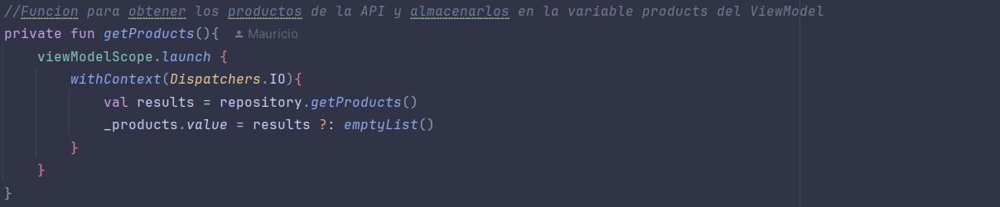 //Funcion para obtener los productos de la API y almacenarlos en la variable products del ViewModel
private fun getProducts(){ Mauricio
viewModelScope.launch {
withContext(Dispatchers.IO){
val results = repository.getProducts()
_products.value = results ?: emptyList()
}
}
}